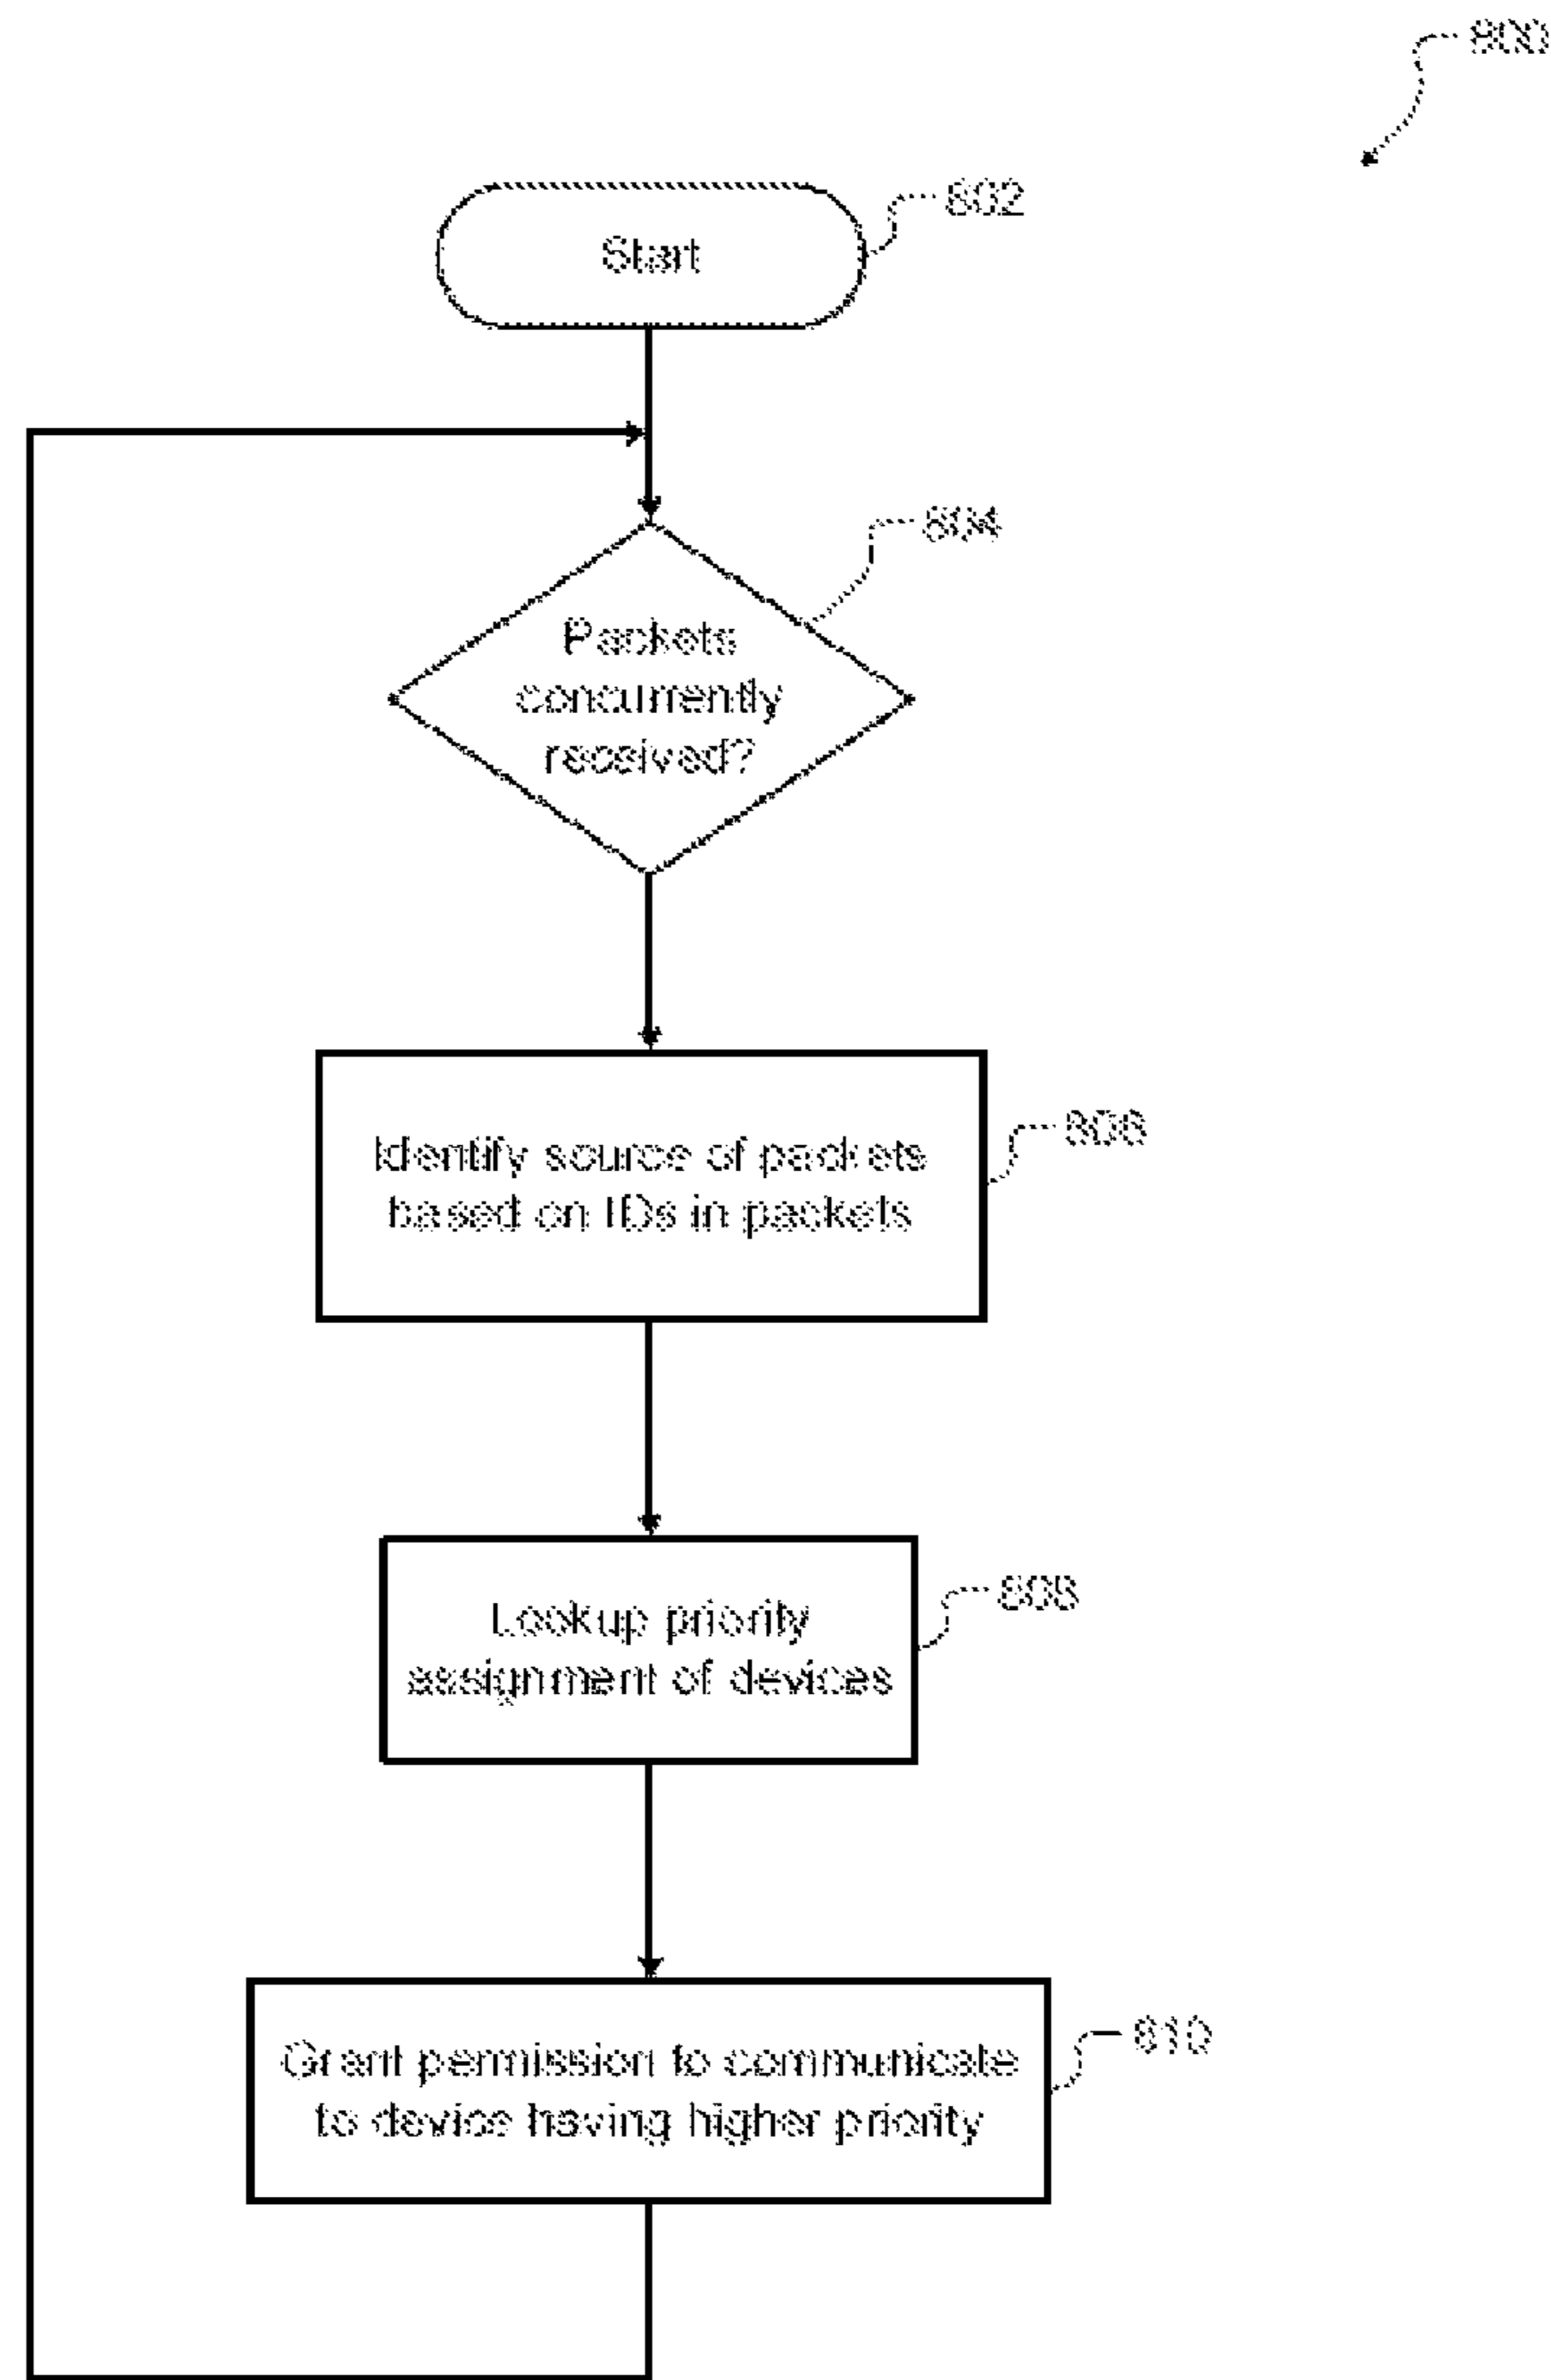 800
802
Start
804
Packets
concurrently
received?
806
Identify source of packets
based on IDs in packets
808
Lookup priority
assignment of devices
810
Grant permission to communicate
to device having higher priority